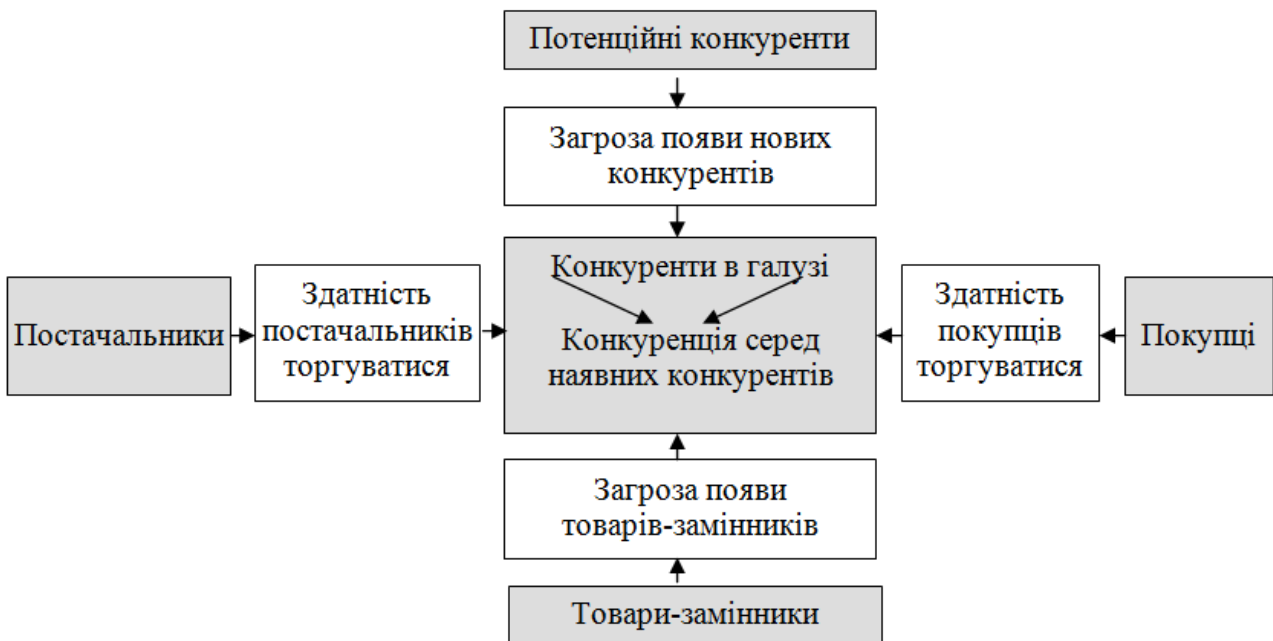 Потенційні конкуренти
Загроза появи нових
конкурентів
Постачальники
Здатність
постачальників
торгуватися
Конкуренти в галузі
Конкуренція серед
наявних конкурентів
Здатність
покупців
торгуватися
Покупці
Загроза появи
товарів-замінників
Товари-замінники